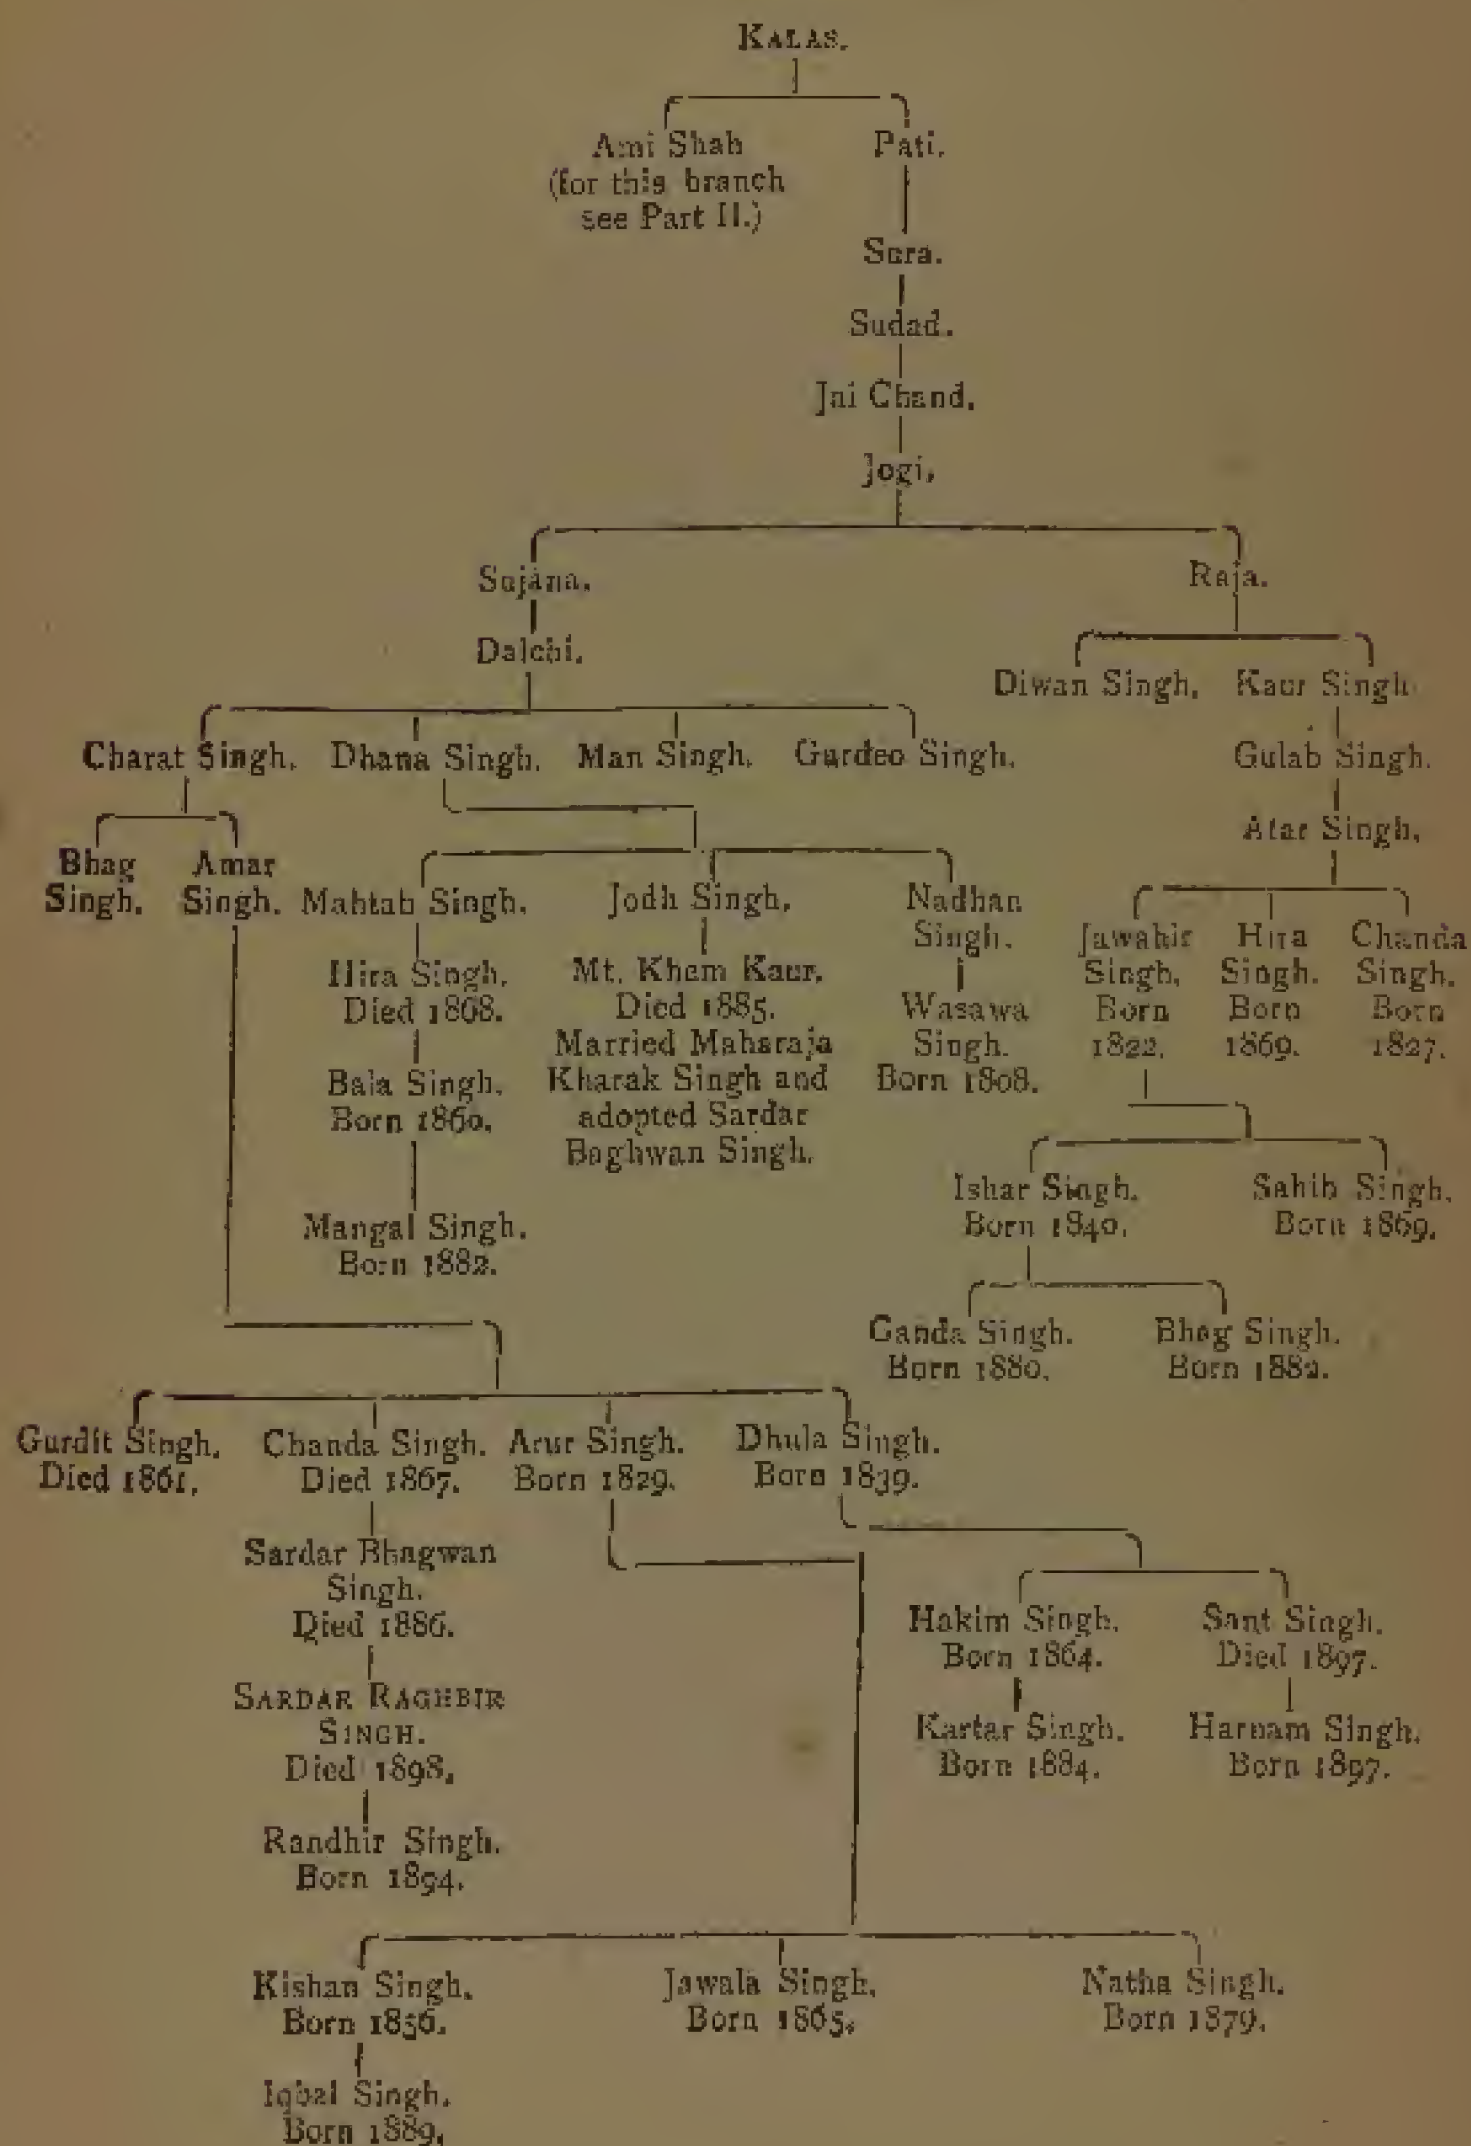 KALAS.
Ami Shah
(for this branch
see Part II.)
Pati.
Sura.
Sudad.
Jai Chand.
Jogi.
Sujana.
Raja.
Dalchi.
Diwan Singh.
Kaur Singh.
Charat Singh.
Dhana Singh.
Man Singh.
Gurdeo Singh.
Gulab Singh.
Atar Singh.
Bhag
Singh.
Amar
Singh.
Mahtab Singh.
Jodh Singh.
Nadhan
Singh.
Jawahir
Singh.
Born
1822.
Hira
Singh.
Born
1869.
Chanda
Singh.
Born
1827.
Hira Singh.
Died 1868.
Mt. Khem Kaur.
Died 1885.
Married Maharaja
Kharak Singh and
adopted Sardar
Baghwan Singh.
Wasawa
Singh.
Born 1808.
Bala Singh.
Born 1860.
Mangal Singh.
Born 1882.
Ishar Singh.
Born 1840.
Sahib Singh.
Born 1869.
Ganda Singh.
Born 1880.
Bhag Singh.
Born 1882.
Gurdit Singh.
Died 1861.
Chanda Singh.
Died 1867.
Arur Singh.
Born 1829.
Dhula Singh.
Born 1839.
Sardar Bhagwan
Singh.
Died 1886.
Hakim Singh.
Born 1864.
Sant Singh.
Died 1897.
SARDAR RAGHBIR
SINGH.
Died 1898.
Kartar Singh.
Born 1884.
Harnam Singh.
Born 1897.
Randhir Singh.
Born 1894.
Kishan Singh.
Born 1856.
Jawala Singh.
Born 1865.
Natha Singh.
Born 1879.
Iqbal Singh.
Born 1889.